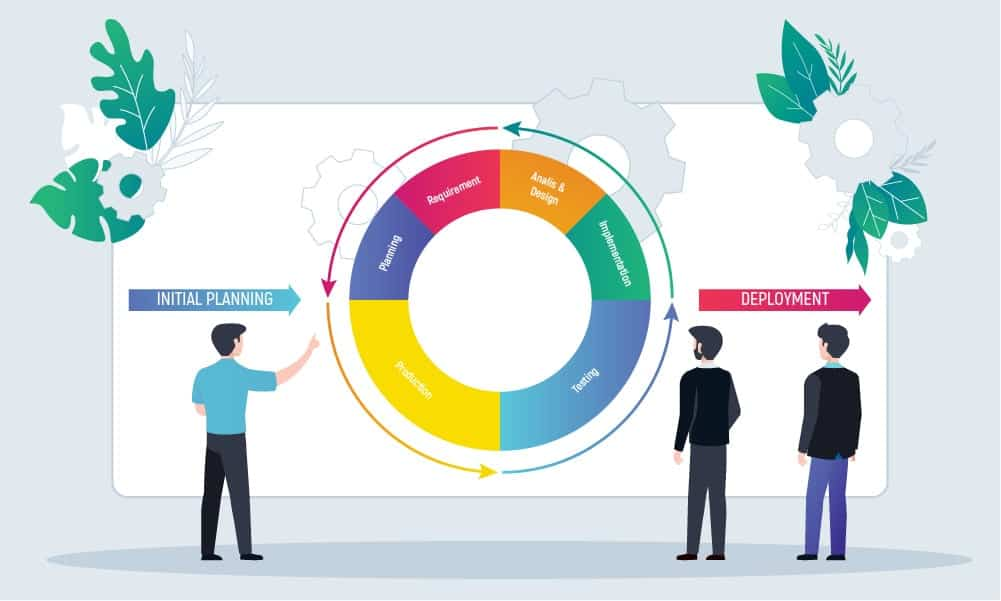 Requirement
Analis &
Design
Planning
Implementation
INITIAL PLANNING
DEPLOYMENT
Production
Testing